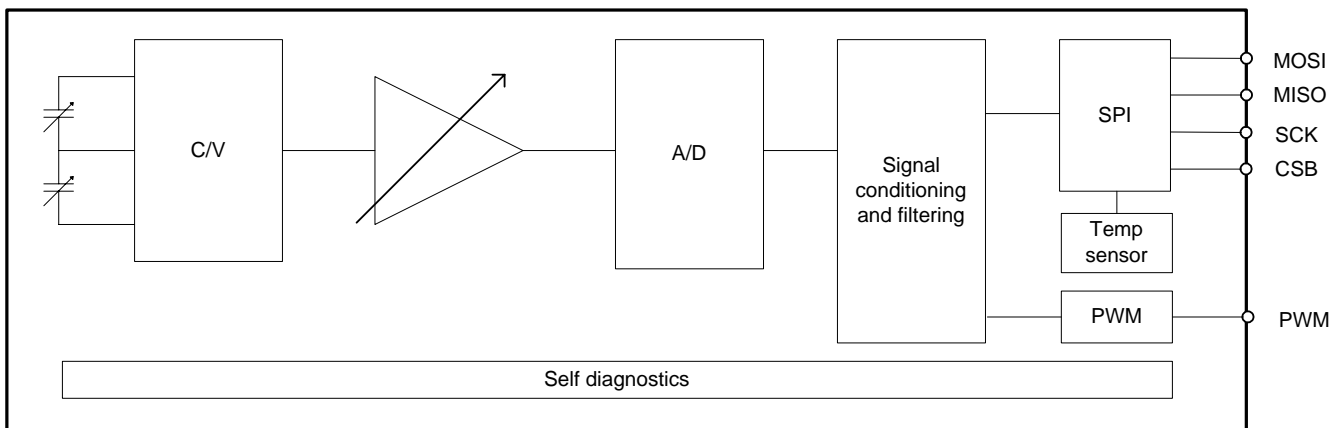 C/V
A/D
Signal
conditioning
and filtering
SPI
Temp
sensor
PWM
MOSI
MISO
SCK
CSB
PWM
Self diagnostics